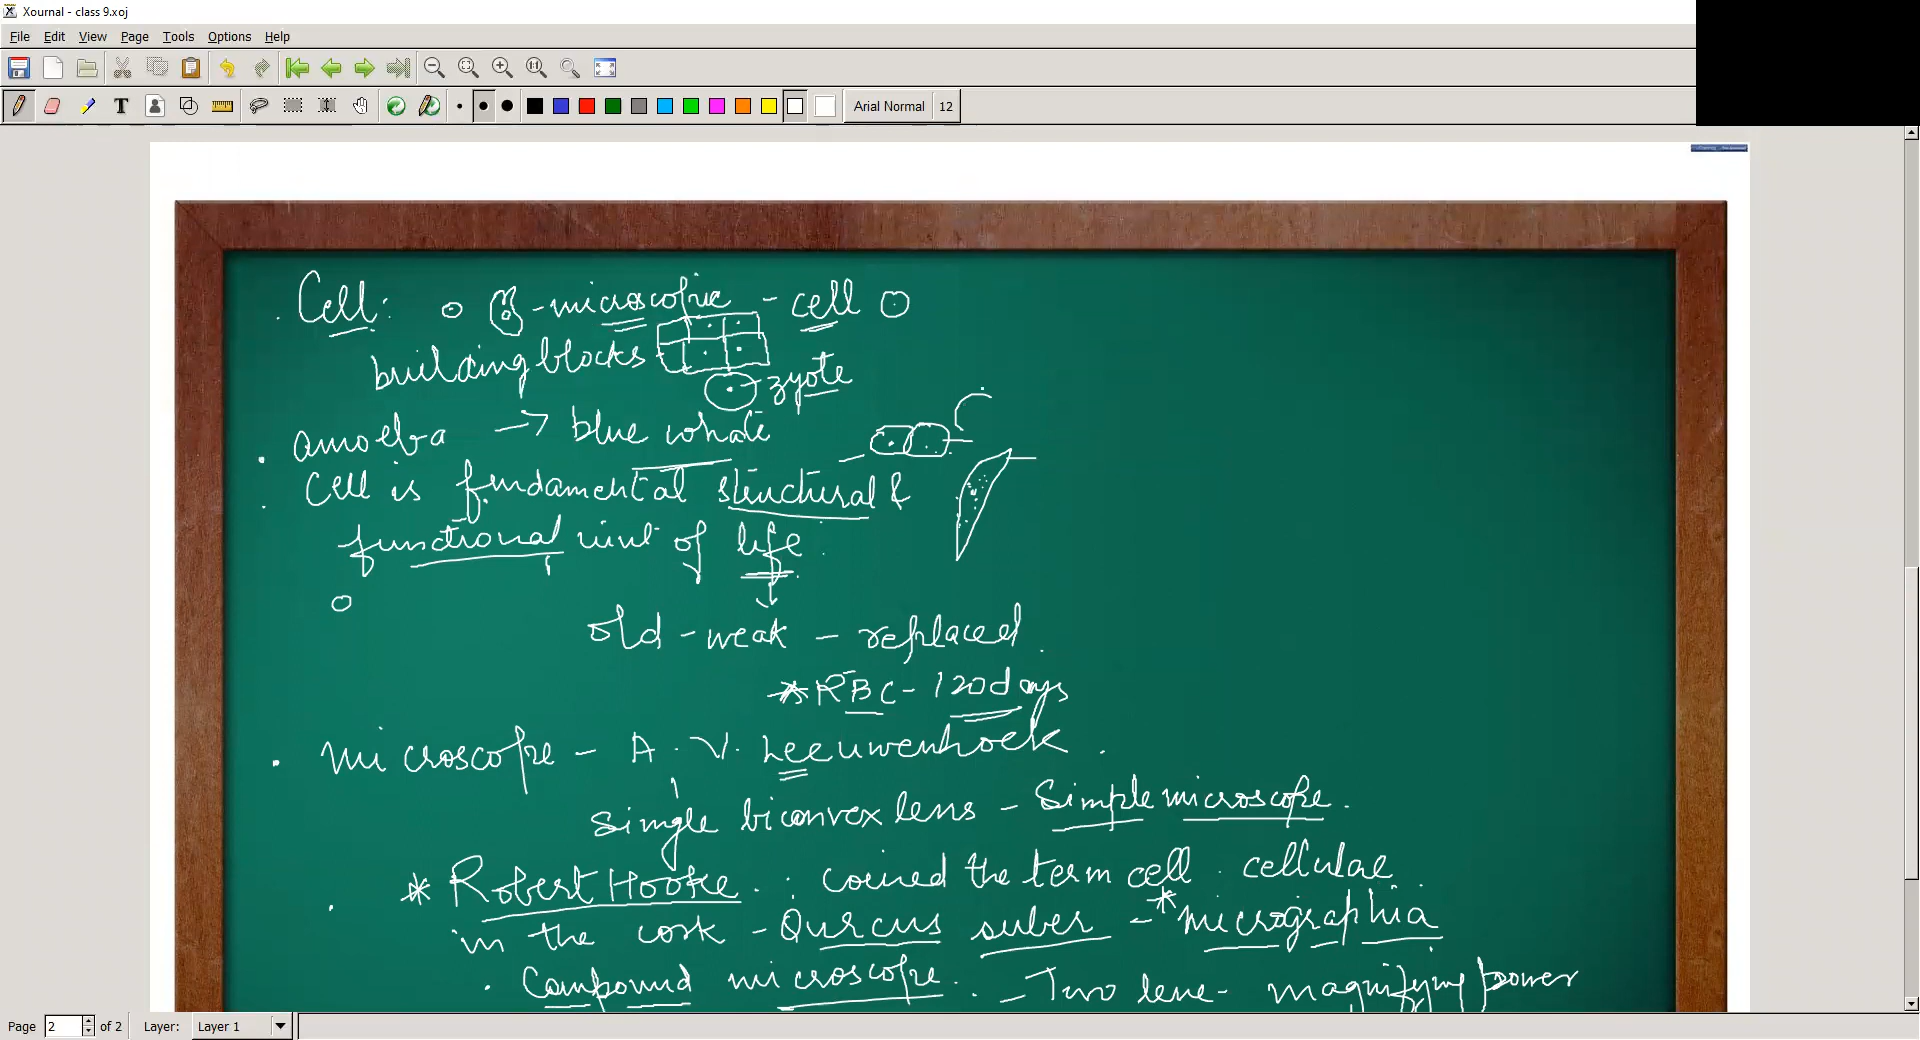 Xournal - class 9.xoj
File Edit View Page Tools Options Help
T Arial Normal 12
Cell: - microscopic - cell
building blocks
zyote
amoeba → blue whale
Cell is fundamental structural &
functional unit of life.
old - weak - replaced.
* RBC - 120 days
microscope - A. V. Leeuwenhoek.
single biconvex lens - Simple microscope.
* Robert Hooke : coined the term cell. cellulae
in the cork - Qurcus suber - * micrographia
Compound microscope. - Two lens - magnifying power
Page 2 of 2 Layer: Layer 1